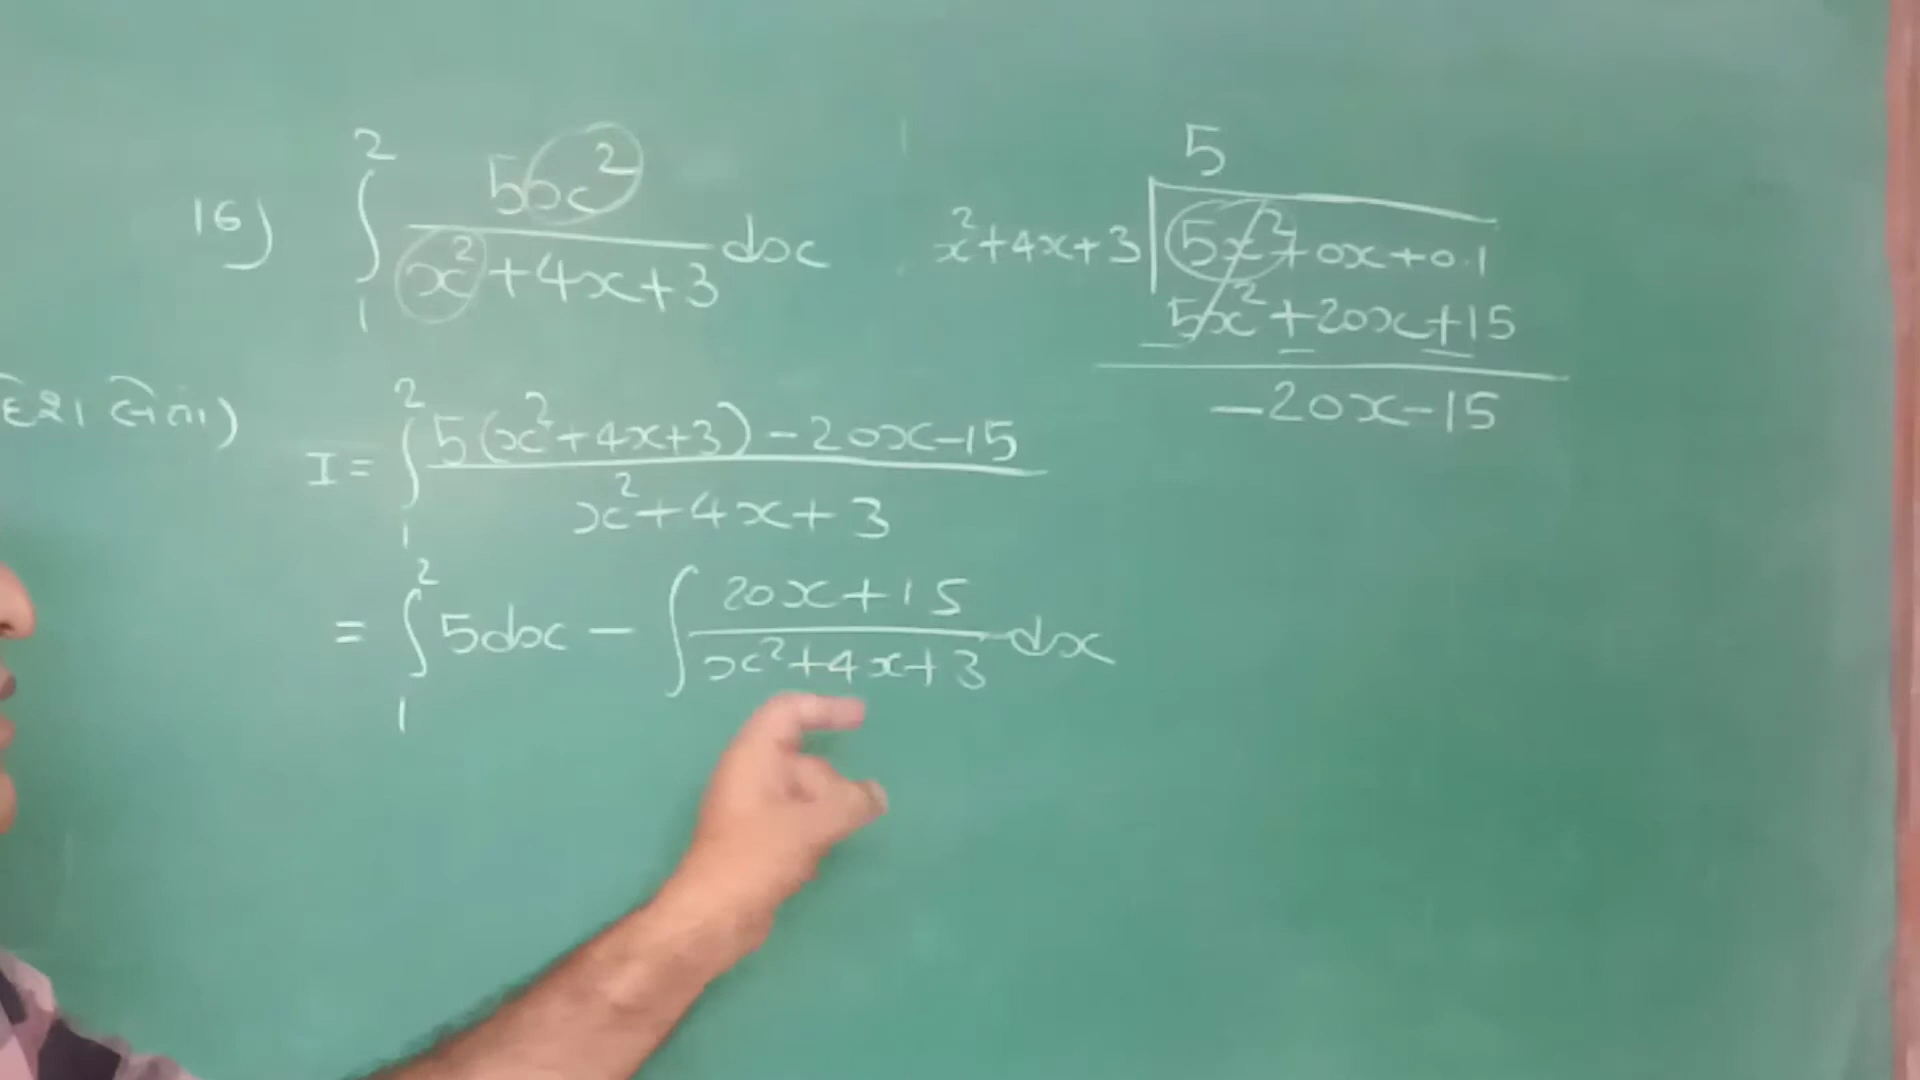 16) ∫₁² 5x² / (x²+4x+3) dx
5
x²+4x+3 | 5x²+0x+0.1
5x²+20x+15
-20x-15
I = ∫₁² (5(x²+4x+3)-20x-15) / (x²+4x+3)
= ∫₁² 5dx - ∫ (20x+15) / (x²+4x+3) dx